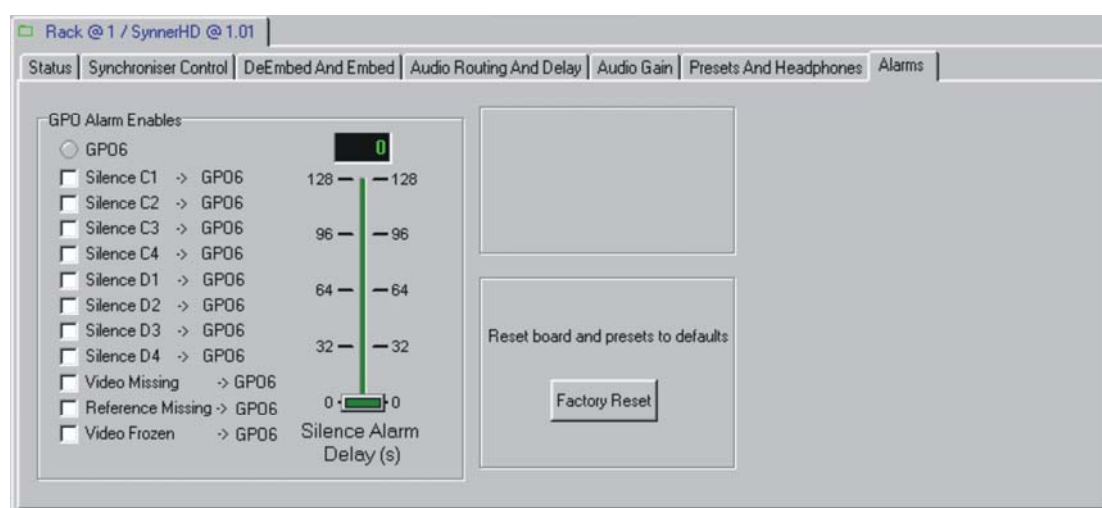 Rack @ 1 / SynnerHD @ 1.01
Status Synchroniser Control DeEmbed And Embed Audio Routing And Delay Audio Gain Presets And Headphones Alarms
GPO Alarm Enables
GPO6
Silence C1 -> GPO6
Silence C2 -> GPO6
Silence C3 -> GPO6
Silence C4 -> GPO6
Silence D1 -> GPO6
Silence D2 -> GPO6
Silence D3 -> GPO6
Silence D4 -> GPO6
Video Missing -> GPO6
Reference Missing -> GPO6
Video Frozen -> GPO6
0
128 128
96 96
64 64
32 32
0 0
Silence Alarm
Delay (s)
Reset board and presets to defaults
Factory Reset